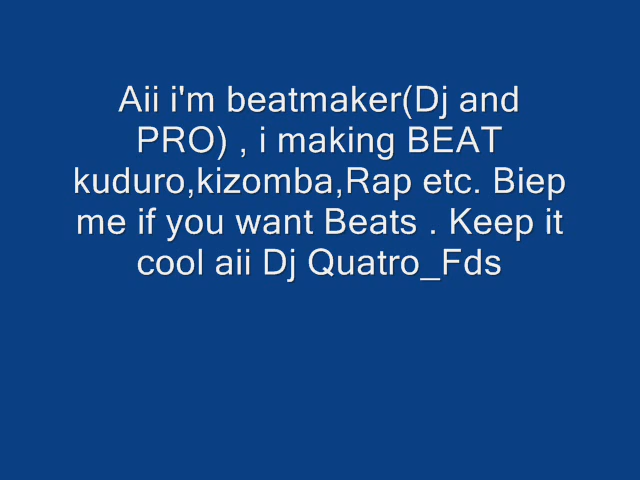 Aii i'm beatmaker(Dj and
PRO) , i making BEAT
kuduro,kizomba,Rap etc. Biep
me if you want Beats . Keep it
cool aii Dj Quatro_Fds